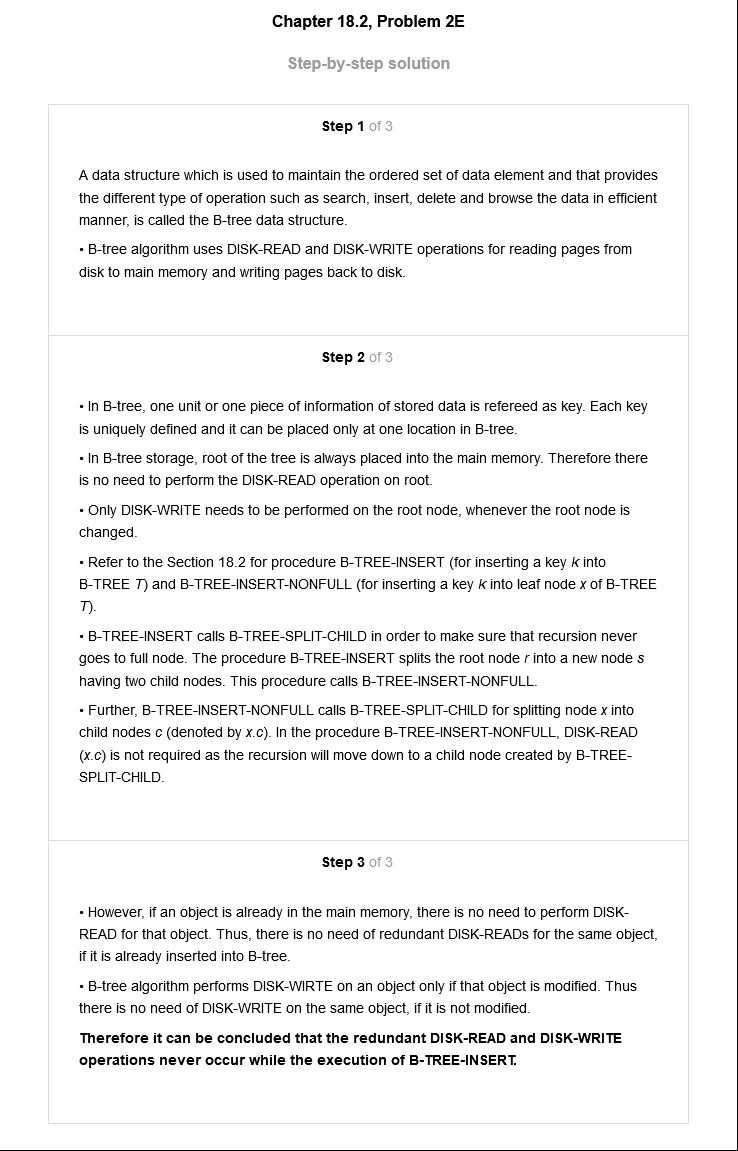 Chapter 18.2, Problem 2E
Step-by-step solution
Step 1 of 3
A data structure which is used to maintain the ordered set of data element and that provides
the different type of operation such as search, insert, delete and browse the data in efficient
manner, is called the B-tree data structure.
• B-tree algorithm uses DISK-READ and DISK-WRITE operations for reading pages from
disk to main memory and writing pages back to disk.
Step 2 of 3
• In B-tree, one unit or one piece of information of stored data is refereed as key. Each key
is uniquely defined and it can be placed only at one location in B-tree.
• In B-tree storage, root of the tree is always placed into the main memory. Therefore there
is no need to perform the DISK-READ operation on root.
• Only DISK-WRITE needs to be performed on the root node, whenever the root node is
changed.
• Refer to the Section 18.2 for procedure B-TREE-INSERT (for inserting a key k into
B-TREE T) and B-TREE-INSERT-NONFULL (for inserting a key k into leaf node x of B-TREE
T).
• B-TREE-INSERT calls B-TREE-SPLIT-CHILD in order to make sure that recursion never
goes to full node. The procedure B-TREE-INSERT splits the root node r into a new node s
having two child nodes. This procedure calls B-TREE-INSERT-NONFULL.
• Further, B-TREE-INSERT-NONFULL calls B-TREE-SPLIT-CHILD for splitting node x into
child nodes c (denoted by x.c). In the procedure B-TREE-INSERT-NONFULL, DISK-READ
(x.c) is not required as the recursion will move down to a child node created by B-TREE-
SPLIT-CHILD.
Step 3 of 3
• However, if an object is already in the main memory, there is no need to perform DISK-
READ for that object. Thus, there is no need of redundant DISK-READs for the same object,
if it is already inserted into B-tree.
• B-tree algorithm performs DISK-WIRTE on an object only if that object is modified. Thus
there is no need of DISK-WRITE on the same object, if it is not modified.
Therefore it can be concluded that the redundant DISK-READ and DISK-WRITE
operations never occur while the execution of B-TREE-INSERT.